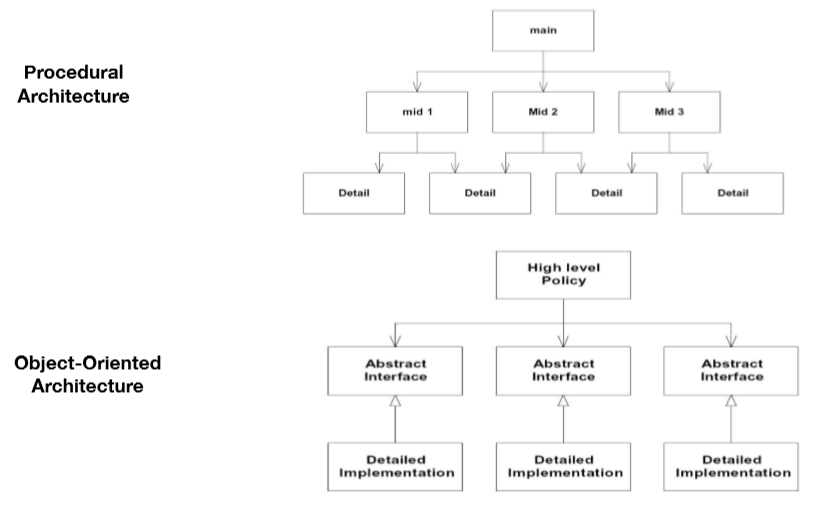 main
Procedural
Architecture
mid 1
Mid 2
Mid 3
Detail
Detail
Detail
Detail
High level
Policy
Object-Oriented
Architecture
Abstract
Interface
Abstract
Interface
Abstract
Interface
Detailed
Implementation
Detailed
Implementation
Detailed
Implementation